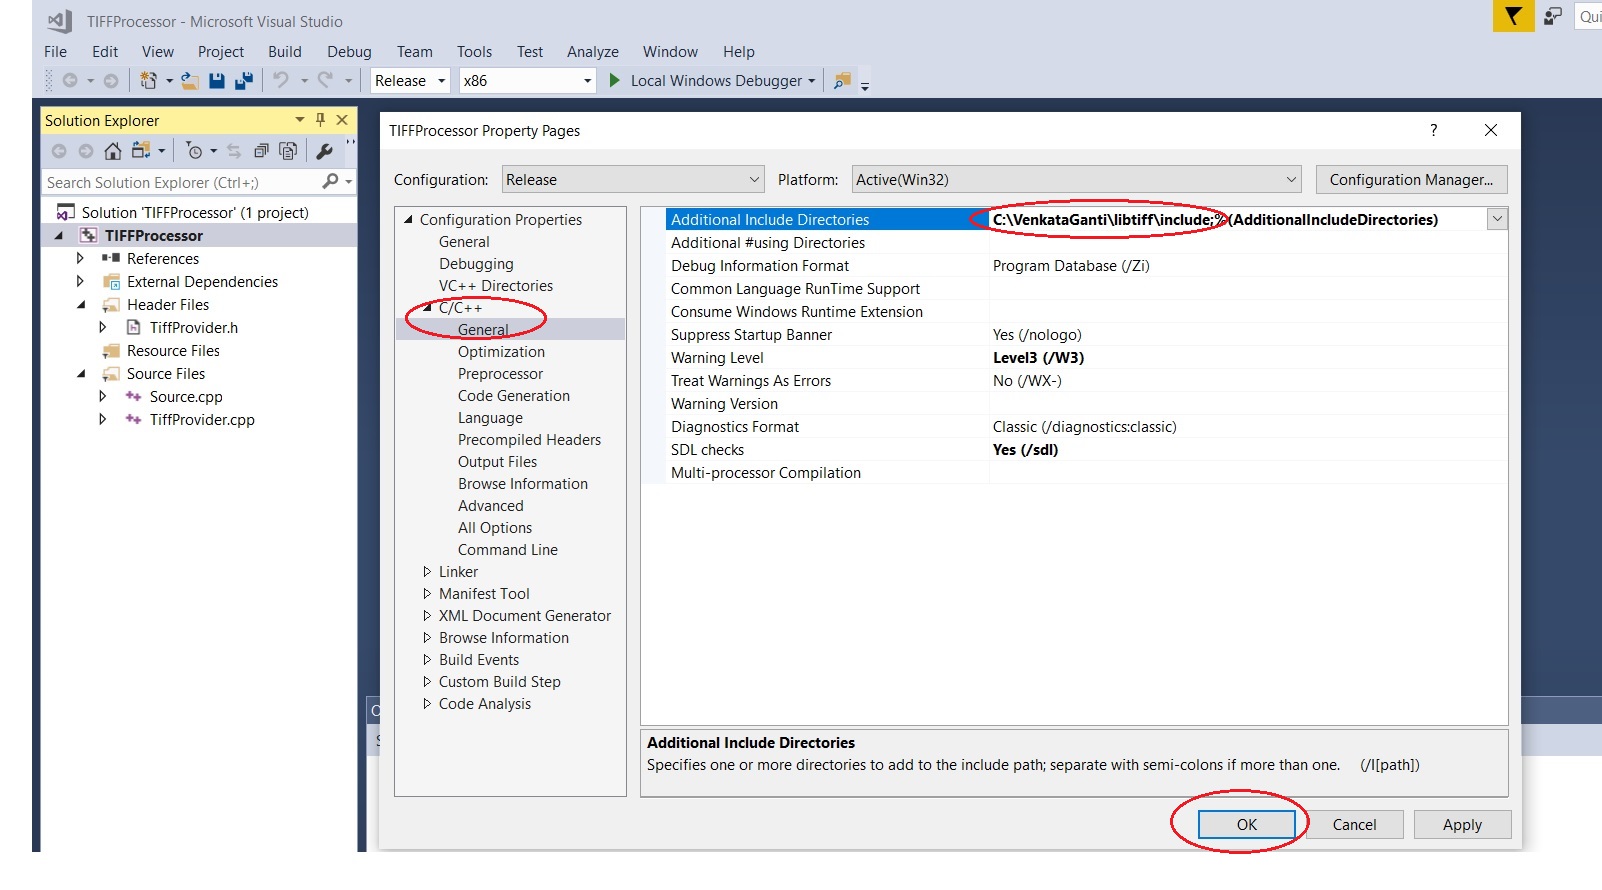 TIFFProcessor - Microsoft Visual Studio
Qui
File Edit View Project Build Debug Team Tools Test Analyze Window Help
Release x86 Local Windows Debugger
Solution Explorer
Search Solution Explorer (Ctrl+;)
Solution 'TIFFProcessor' (1 project)
TIFFProcessor
References
External Dependencies
Header Files
TiffProvider.h
Resource Files
Source Files
Source.cpp
TiffProvider.cpp
TIFFProcessor Property Pages
?
Configuration: Release Platform: Active(Win32) Configuration Manager...
Configuration Properties
General
Debugging
VC++ Directories
C/C++
General
Optimization
Preprocessor
Code Generation
Language
Precompiled Headers
Output Files
Browse Information
Advanced
All Options
Command Line
Linker
Manifest Tool
XML Document Generator
Browse Information
Build Events
Custom Build Step
Code Analysis
Additional Include Directories C:\VenkataGanti\libtiff\include;%(AdditionalIncludeDirectories)
Additional #using Directories
Debug Information Format Program Database (/Zi)
Common Language RunTime Support
Consume Windows Runtime Extension
Suppress Startup Banner Yes (/nologo)
Warning Level Level3 (/W3)
Treat Warnings As Errors No (/WX-)
Warning Version
Diagnostics Format Classic (/diagnostics:classic)
SDL checks Yes (/sdl)
Multi-processor Compilation
Additional Include Directories
Specifies one or more directories to add to the include path; separate with semi-colons if more than one. (/I[path])
OK Cancel Apply